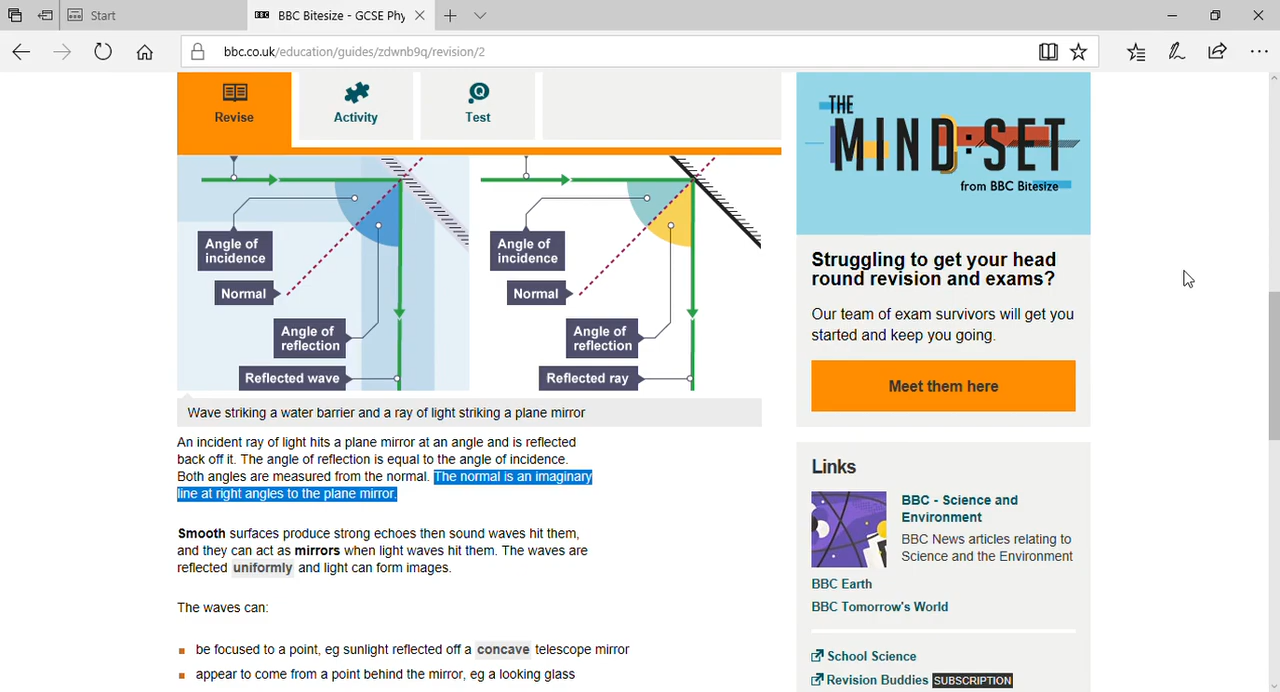 Start
BBC BBC Bitesize - GCSE Phy
bbc.co.uk/education/guides/zdwnb9q/revision/2
Revise
Activity
Test
Angle of
incidence
Normal
Angle of
reflection
Reflected wave
Angle of
incidence
Normal
Angle of
reflection
Reflected ray
Wave striking a water barrier and a ray of light striking a plane mirror
An incident ray of light hits a plane mirror at an angle and is reflected
back off it. The angle of reflection is equal to the angle of incidence.
Both angles are measured from the normal. The normal is an imaginary
line at right angles to the plane mirror.
Smooth surfaces produce strong echoes then sound waves hit them,
and they can act as mirrors when light waves hit them. The waves are
reflected uniformly and light can form images.
The waves can:
be focused to a point, eg sunlight reflected off a concave telescope mirror
appear to come from a point behind the mirror, eg a looking glass
THE
MIND:SET
from BBC Bitesize
Struggling to get your head
round revision and exams?
Our team of exam survivors will get you
started and keep you going.
Meet them here
Links
BBC - Science and
Environment
BBC News articles relating to
Science and the Environment
BBC Earth
BBC Tomorrow's World
School Science
Revision Buddies SUBSCRIPTION